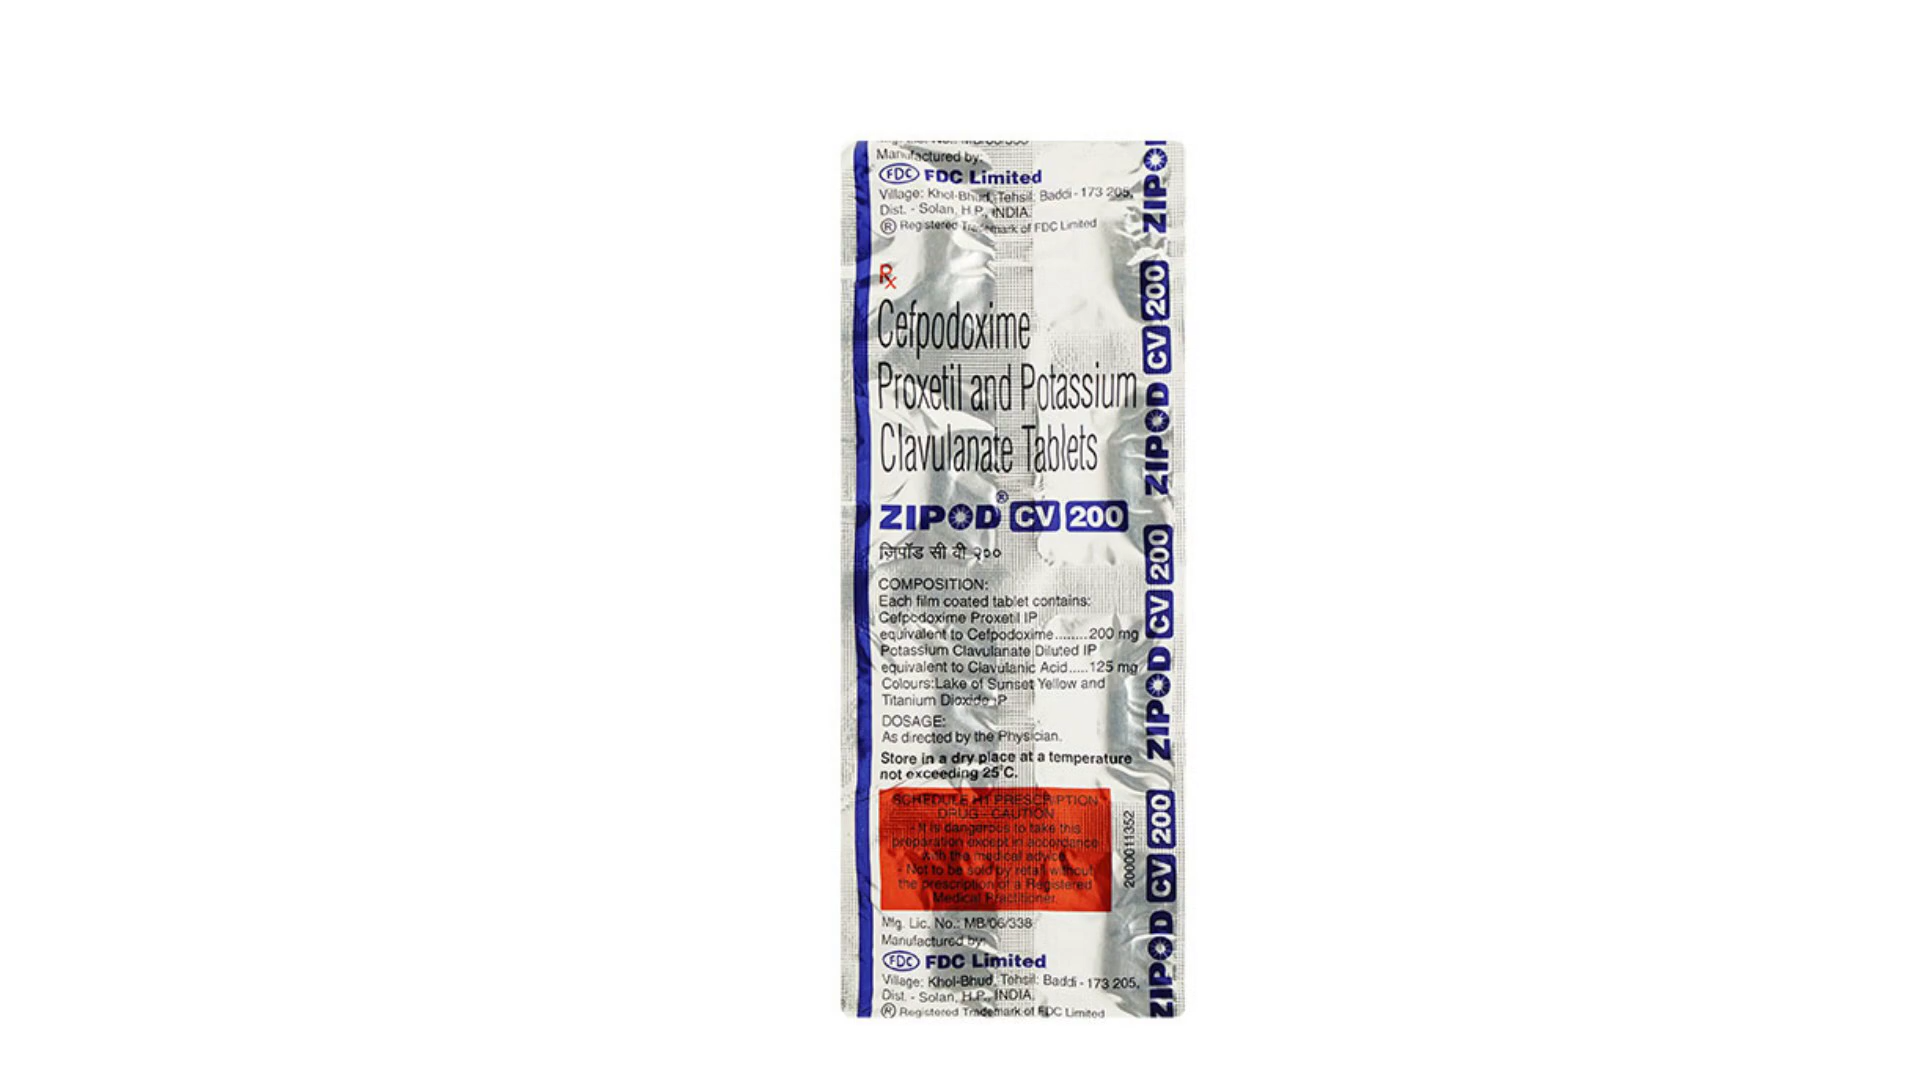 Manufactured by:
FDC FDC Limited
Village: Khol-Bhud, Tehsil: Baddi - 173 205,
Dist. - Solan, H.P., INDIA.
® Registered Trademark of FDC Limited
Rx
Cefpodoxime
Proxetil and Potassium
Clavulanate Tablets
ZIPOD® CV 200
ज़िपॉड सी वी २००
COMPOSITION:
Each film coated tablet contains:
Cefpodoxime Proxetil IP
equivalent to Cefpodoxime........200 mg
Potassium Clavulanate Diluted IP
equivalent to Clavulanic Acid.....125 mg
Colours:Lake of Sunset Yellow and
Titanium Dioxide IP
DOSAGE:
As directed by the Physician.
Store in a dry place at a temperature
not exceeding 25°C.
SCHEDULE H1 PRESCRIPTION
DRUG - CAUTION
- It is dangerous to take this
preparation except in accordance
with the medical advice.
- Not to be sold by retail without
the prescription of a Registered
Medical Practitioner.
2000011352
Mfg. Lic. No.: MB/06/338
Manufactured by:
FDC FDC Limited
Village: Khol-Bhud, Tehsil: Baddi - 173 205,
Dist. - Solan, H.P., INDIA.
® Registered Trademark of FDC Limited
ZIPOD CV 200
ZIPOD CV 200
ZIPOD CV 200
ZIPO